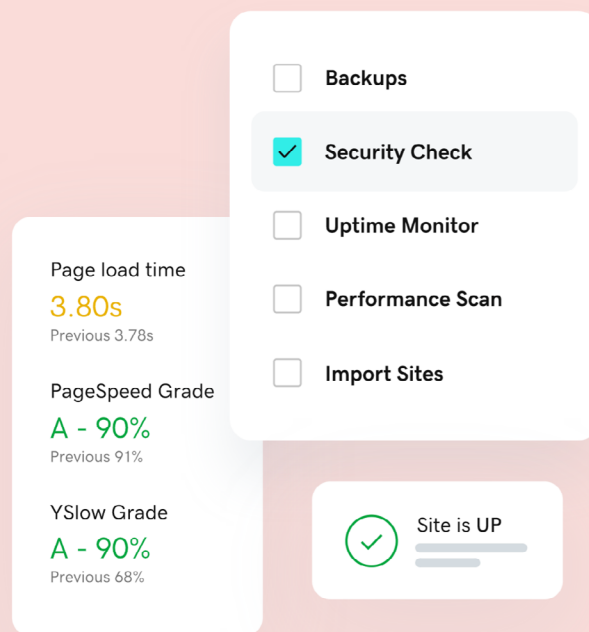 Backups
Security Check
Uptime Monitor
Performance Scan
Import Sites
Page load time
3.80s
Previous 3.78s
PageSpeed Grade
A - 90%
Previous 91%
YSlow Grade
A - 90%
Previous 68%
Site is UP